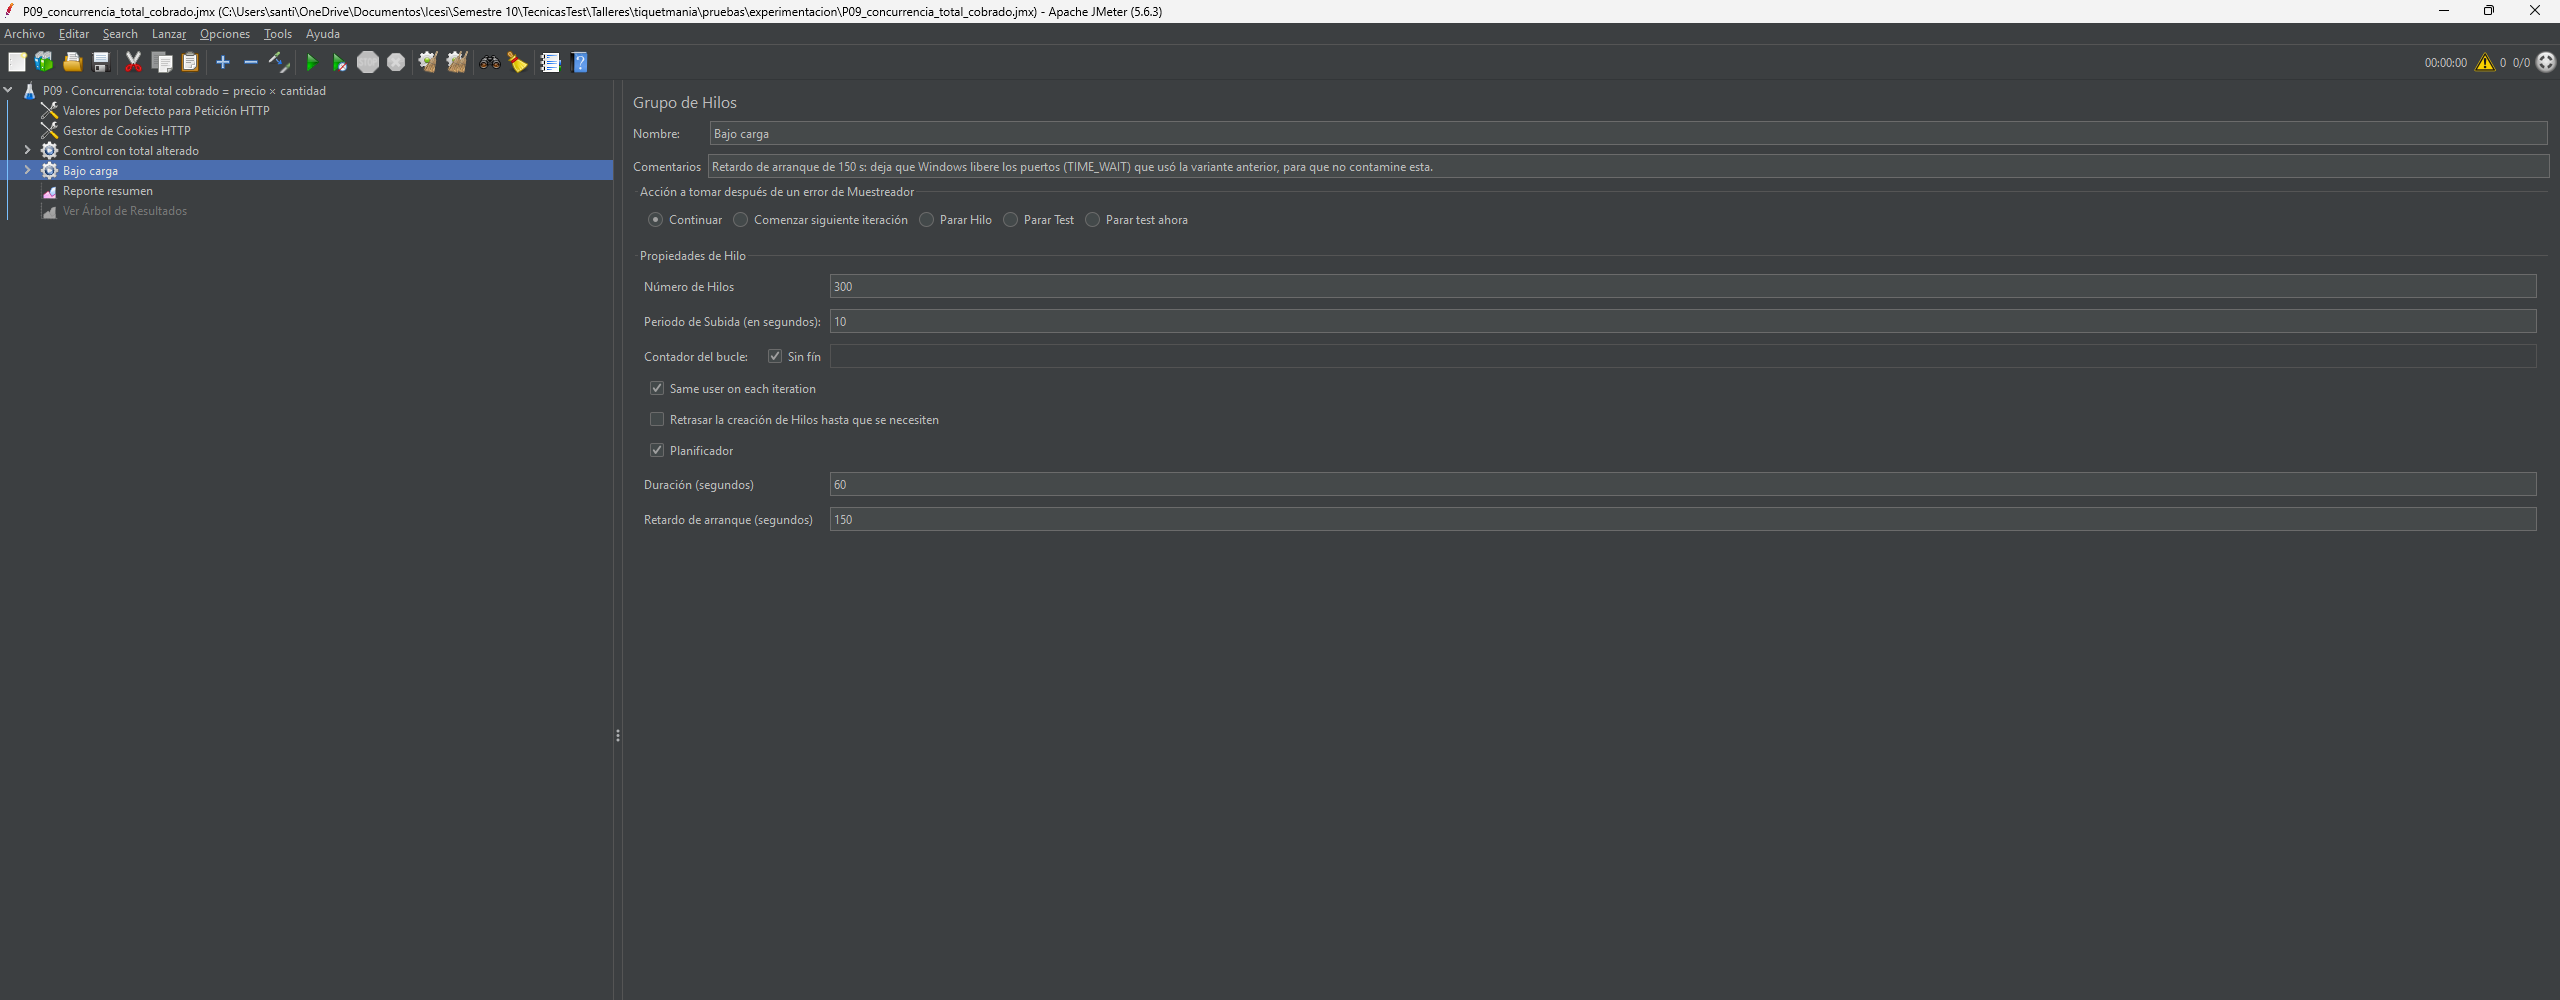 P09_concurrencia_total_cobrado.jmx (C:\Users\santi\OneDrive\Documentos\Icesi\Semestre 10\TecnicasTest\Talleres\tiquetmania\pruebas\experimentacion\P09_concurrencia_total_cobrado.jmx) - Apache JMeter (5.6.3)
Archivo Editar Search Lanzar Opciones Tools Ayuda
STOP
00:00:00 0 0/0
P09 · Concurrencia: total cobrado = precio × cantidad
Valores por Defecto para Petición HTTP
Gestor de Cookies HTTP
Control con total alterado
Bajo carga
Reporte resumen
Ver Árbol de Resultados
Grupo de Hilos
Nombre: Bajo carga
Comentarios Retardo de arranque de 150 s: deja que Windows libere los puertos (TIME_WAIT) que usó la variante anterior, para que no contamine esta.
Acción a tomar después de un error de Muestreador
Continuar Comenzar siguiente iteración Parar Hilo Parar Test Parar test ahora
Propiedades de Hilo
Número de Hilos 300
Periodo de Subida (en segundos): 10
Contador del bucle: Sin fín
Same user on each iteration
Retrasar la creación de Hilos hasta que se necesiten
Planificador
Duración (segundos) 60
Retardo de arranque (segundos) 150